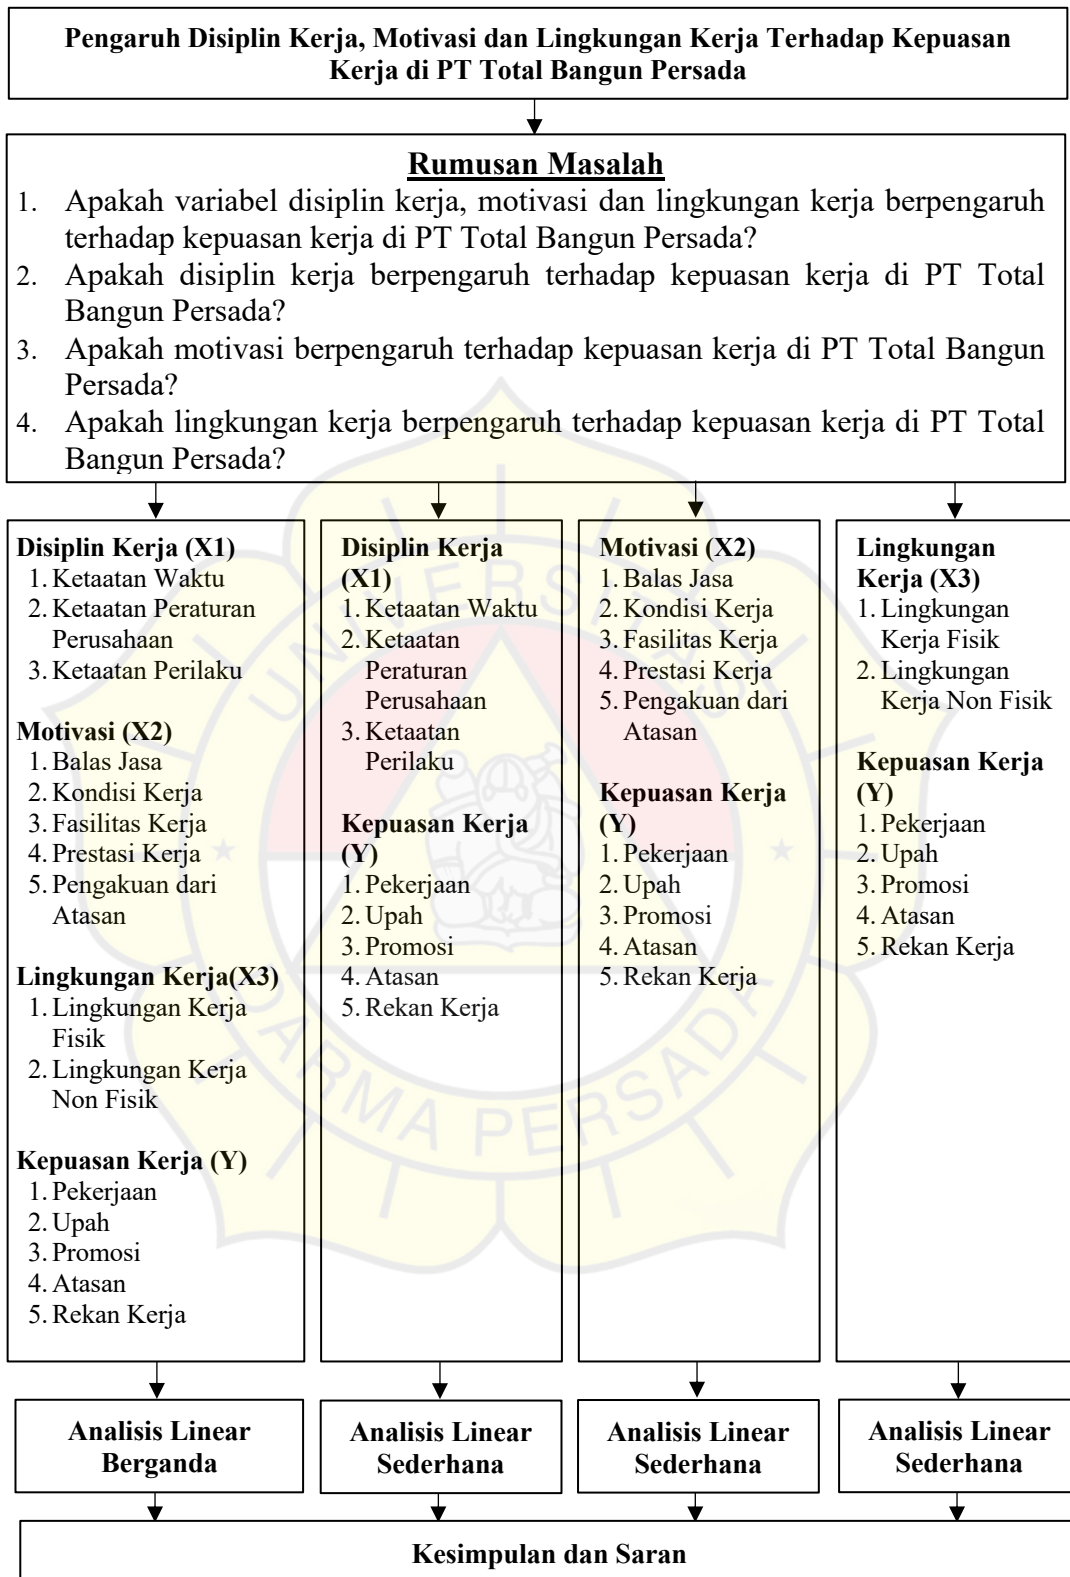 Pengaruh Disiplin Kerja, Motivasi dan Lingkungan Kerja Terhadap Kepuasan
Kerja di PT Total Bangun Persada
Rumusan Masalah
1. Apakah variabel disiplin kerja, motivasi dan lingkungan kerja berpengaruh
terhadap kepuasan kerja di PT Total Bangun Persada?
2. Apakah disiplin kerja berpengaruh terhadap kepuasan kerja di PT Total
Bangun Persada?
3. Apakah motivasi berpengaruh terhadap kepuasan kerja di PT Total Bangun
Persada?
4. Apakah lingkungan kerja berpengaruh terhadap kepuasan kerja di PT Total
Bangun Persada?
Disiplin Kerja (X1)
1. Ketaatan Waktu
2. Ketaatan Peraturan
Perusahaan
3. Ketaatan Perilaku
Motivasi (X2)
1. Balas Jasa
2. Kondisi Kerja
3. Fasilitas Kerja
4. Prestasi Kerja
5. Pengakuan dari
Atasan
Lingkungan Kerja(X3)
1. Lingkungan Kerja
Fisik
2. Lingkungan Kerja
Non Fisik
Kepuasan Kerja (Y)
1. Pekerjaan
2. Upah
3. Promosi
4. Atasan
5. Rekan Kerja
Disiplin Kerja
(X1)
1. Ketaatan Waktu
2. Ketaatan
Peraturan
Perusahaan
3. Ketaatan
Perilaku
Kepuasan Kerja
(Y)
1. Pekerjaan
2. Upah
3. Promosi
4. Atasan
5. Rekan Kerja
Motivasi (X2)
1. Balas Jasa
2. Kondisi Kerja
3. Fasilitas Kerja
4. Prestasi Kerja
5. Pengakuan dari
Atasan
Kepuasan Kerja
(Y)
1. Pekerjaan
2. Upah
3. Promosi
4. Atasan
5. Rekan Kerja
Lingkungan
Kerja (X3)
1. Lingkungan
Kerja Fisik
2. Lingkungan
Kerja Non Fisik
Kepuasan Kerja
(Y)
1. Pekerjaan
2. Upah
3. Promosi
4. Atasan
5. Rekan Kerja
Analisis Linear
Berganda
Analisis Linear
Sederhana
Analisis Linear
Sederhana
Analisis Linear
Sederhana
Kesimpulan dan Saran
UNIVERSITAS
DARMA PERSADA